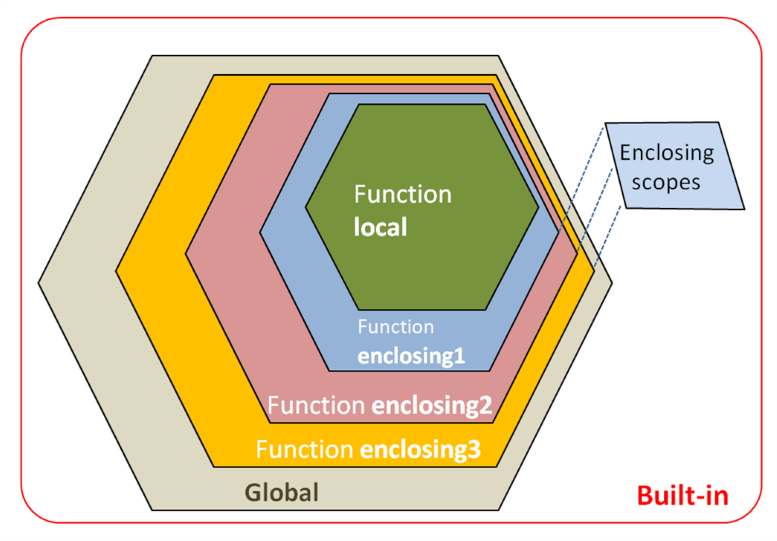 Enclosing
scopes
Function
local
Function
enclosing1
Function enclosing2
Function enclosing3
Global
Built-in